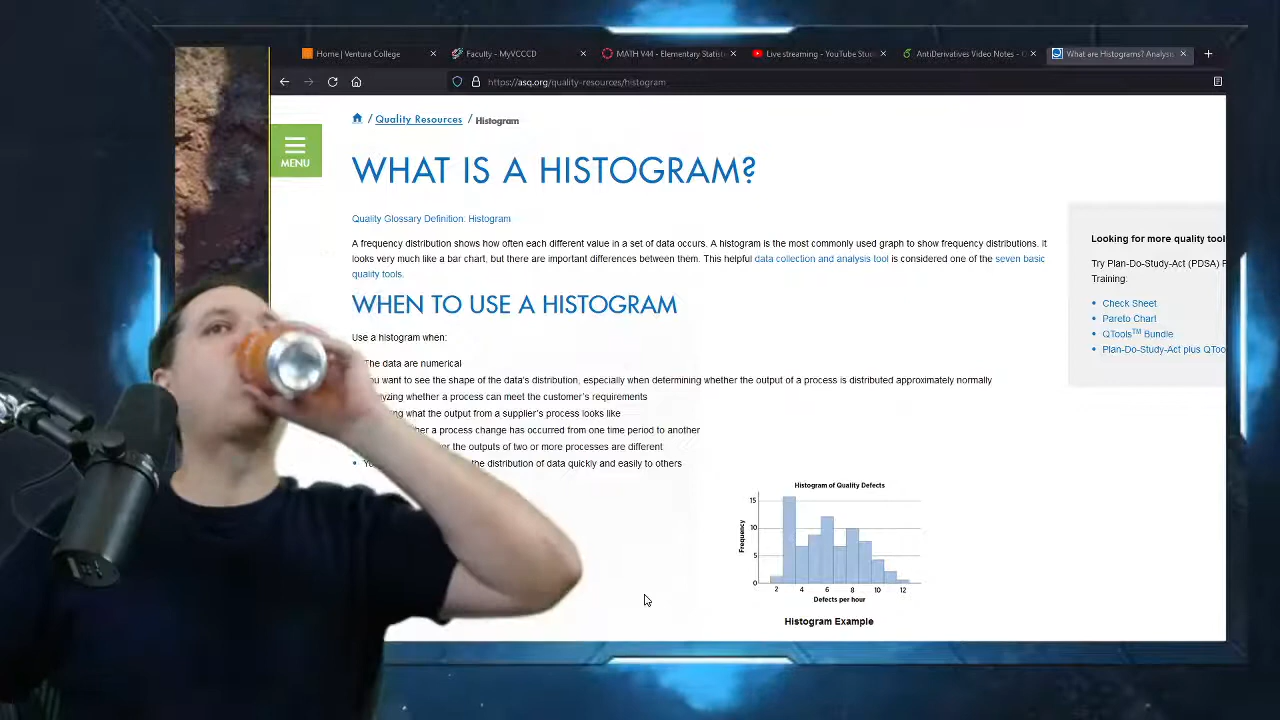 Home | Ventura College
Faculty - MyVCCCD
MATH V44 - Elementary Statist
Live streaming - YouTube Stud
AntiDerivatives Video Notes -
What are Histograms? Analysis
https://asq.org/quality-resources/histogram
/ Quality Resources / Histogram
MENU
WHAT IS A HISTOGRAM?
Quality Glossary Definition: Histogram
A frequency distribution shows how often each different value in a set of data occurs. A histogram is the most commonly used graph to show frequency distributions. It
looks very much like a bar chart, but there are important differences between them. This helpful data collection and analysis tool is considered one of the seven basic
quality tools.
WHEN TO USE A HISTOGRAM
Use a histogram when:
The data are numerical
ou want to see the shape of the data's distribution, especially when determining whether the output of a process is distributed approximately normally
yzing whether a process can meet the customer's requirements
ing what the output from a supplier's process looks like
her a process change has occurred from one time period to another
er the outputs of two or more processes are different
the distribution of data quickly and easily to others
Looking for more quality tool
Try Plan-Do-Study-Act (PDSA)
Training:
• Check Sheet
• Pareto Chart
• QTools™ Bundle
• Plan-Do-Study-Act plus QToo
Histogram of Quality Defects
Frequency
15
10
5
0
2 4 6 8 10 12
Defects per hour
Histogram Example